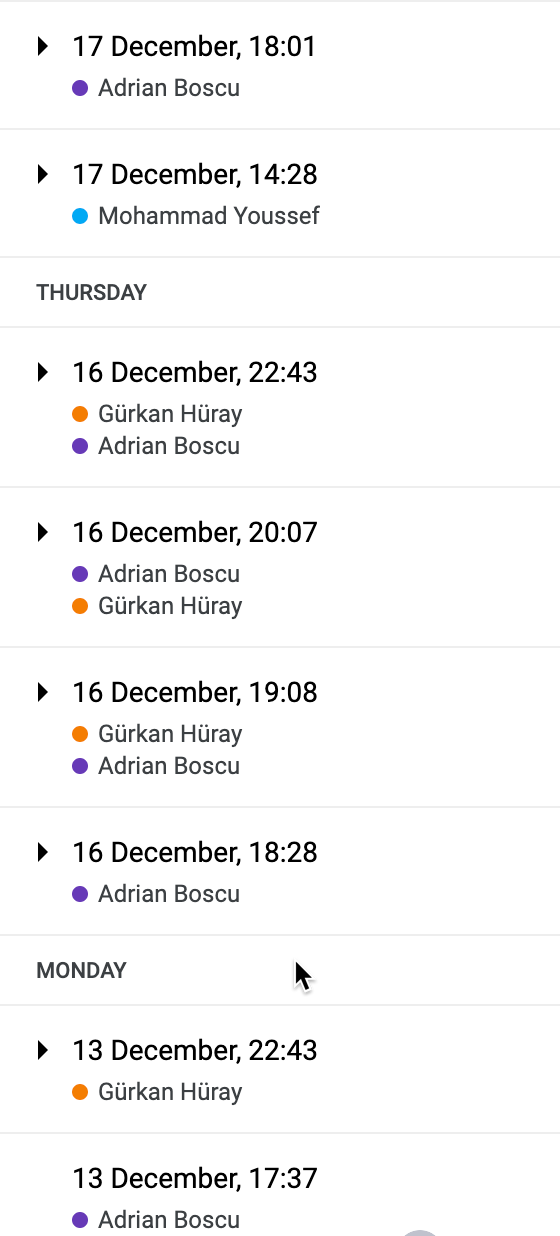 17 December, 18:01
Adrian Boscu
17 December, 14:28
Mohammad Youssef
THURSDAY
16 December, 22:43
Gürkan Hüray
Adrian Boscu
16 December, 20:07
Adrian Boscu
Gürkan Hüray
16 December, 19:08
Gürkan Hüray
Adrian Boscu
16 December, 18:28
Adrian Boscu
MONDAY
13 December, 22:43
Gürkan Hüray
13 December, 17:37
Adrian Boscu